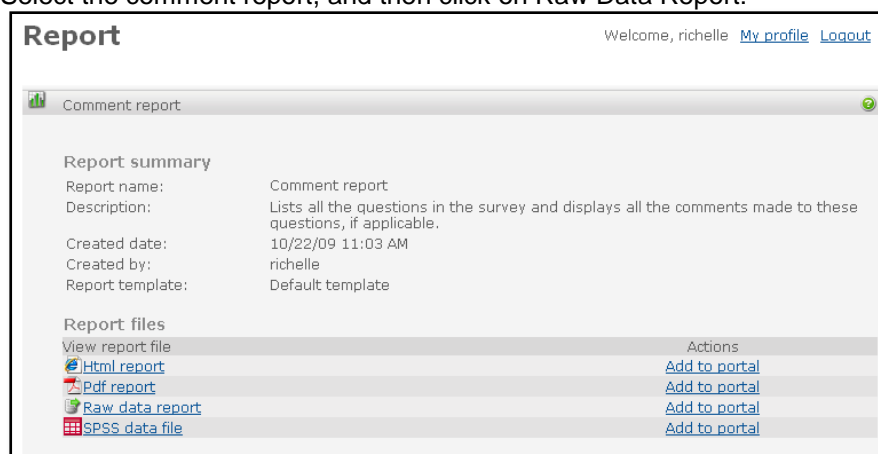 Select the comment report, and then click on Raw Data Report.
Report Welcome, richelle My profile Logout
Comment report
Report summary
Report name: Comment report
Description: Lists all the questions in the survey and displays all the comments made to these
questions, if applicable.
Created date: 10/22/09 11:03 AM
Created by: richelle
Report template: Default template
Report files
View report file Actions
Html report Add to portal
Pdf report Add to portal
Raw data report Add to portal
SPSS data file Add to portal